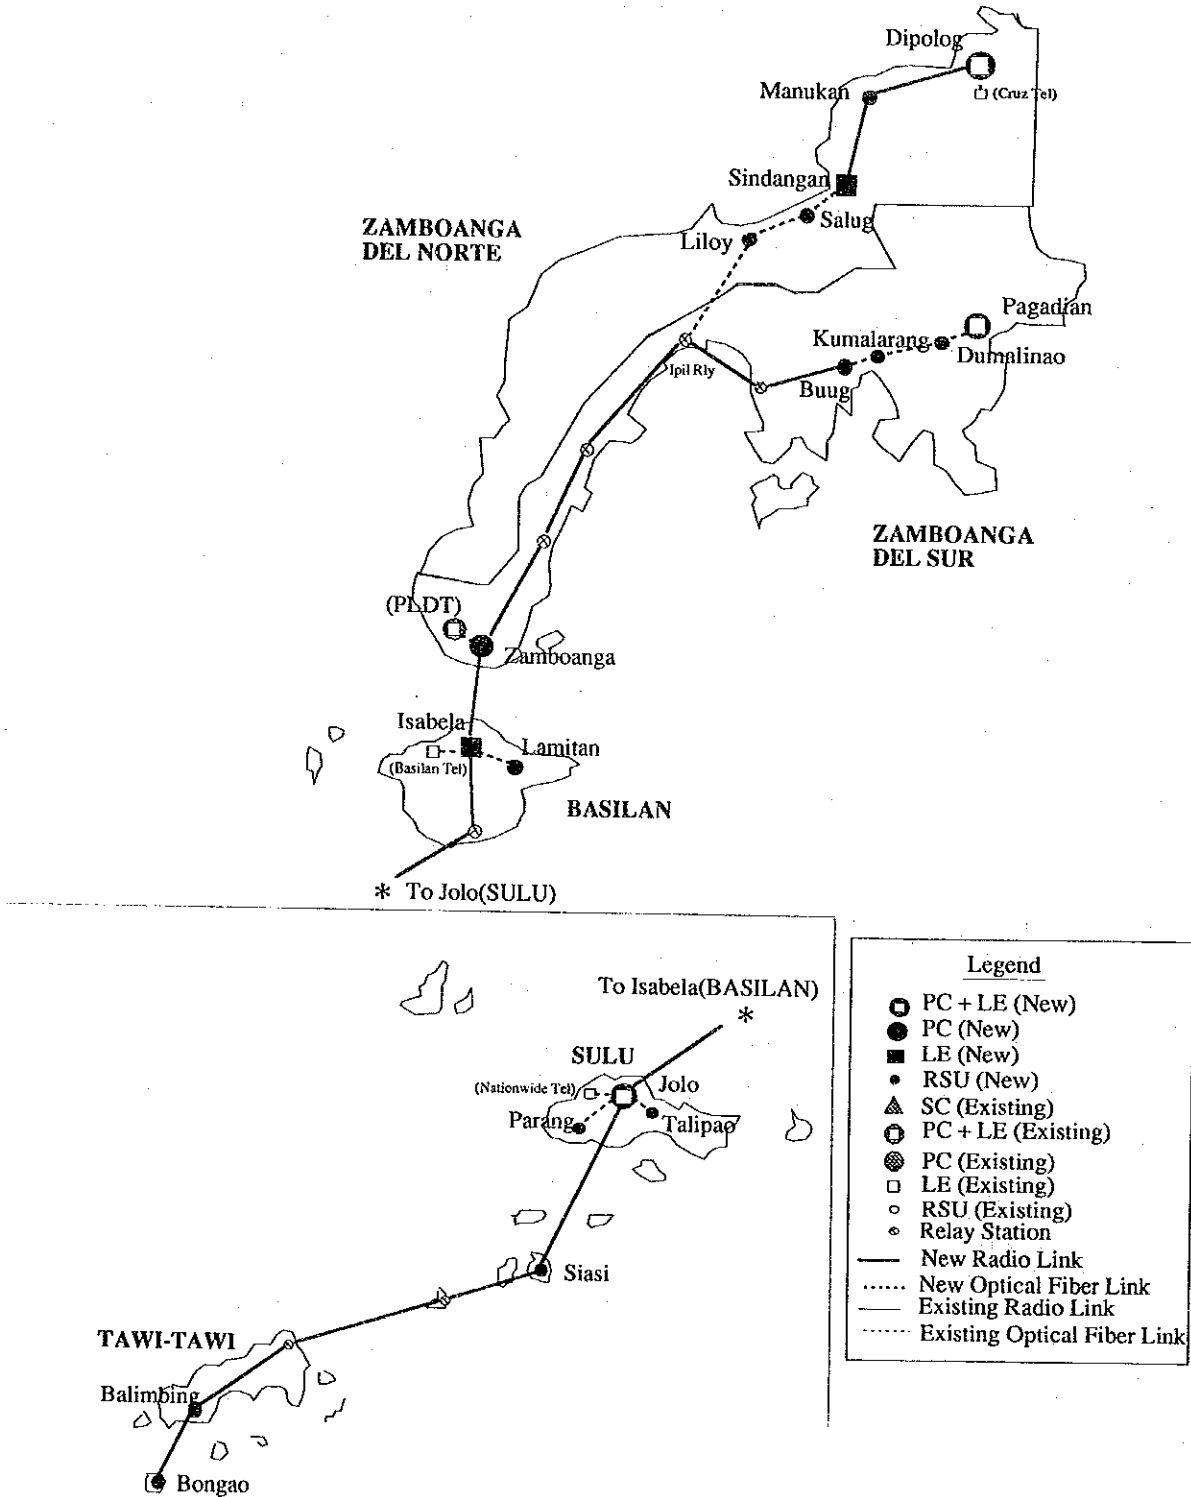 Dipolog
Manukan
(Cruz Tel)
Sindangan
Salug
ZAMBOANGA
DEL NORTE
Liloy
Pagadian
Kumalarang
Dumalinao
Ipil Rly
Buug
ZAMBOANGA
DEL SUR
(PLDT)
Zamboanga
Isabela
Lamitan
(Basilan Tel)
BASILAN
* To Jolo(SULU)
To Isabela(BASILAN)
*
SULU
(Nationwide Tel)
Jolo
Parang
Talipao
Siasi
TAWI-TAWI
Balimbing
Bongao
Legend
PC + LE (New)
PC (New)
LE (New)
RSU (New)
SC (Existing)
PC + LE (Existing)
PC (Existing)
LE (Existing)
RSU (Existing)
Relay Station
New Radio Link
New Optical Fiber Link
Existing Radio Link
Existing Optical Fiber Link